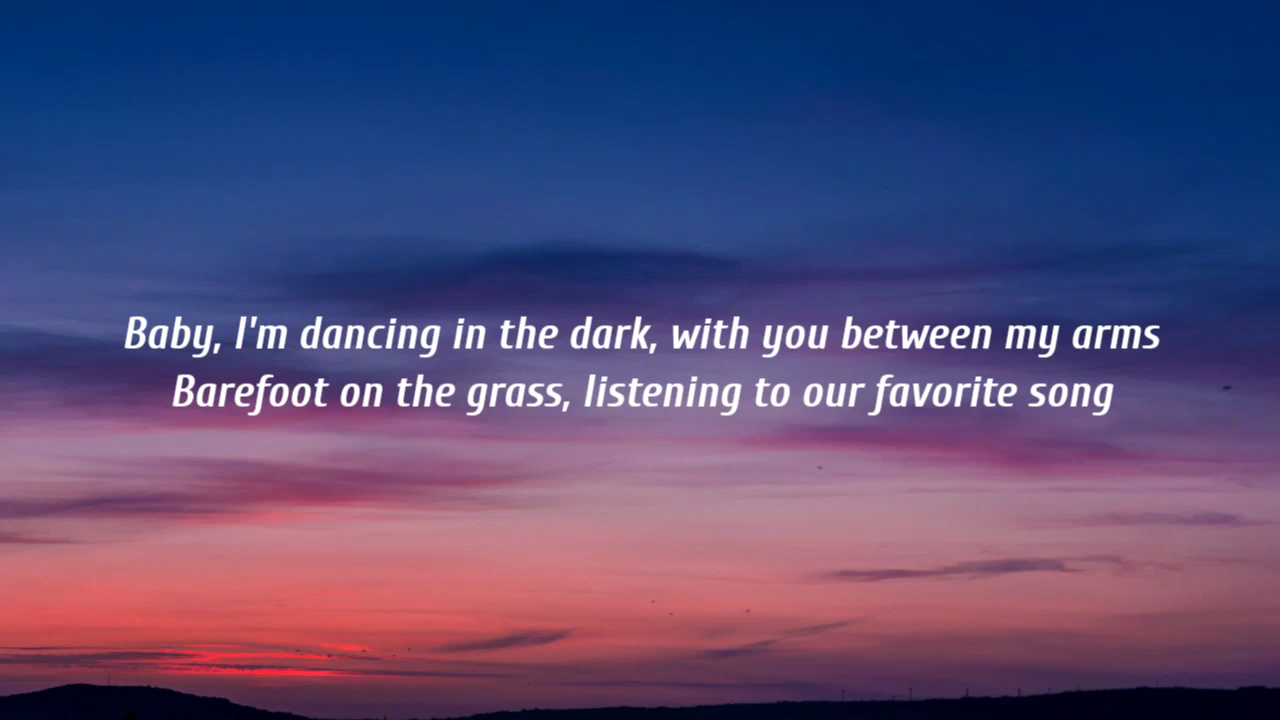 Baby, I'm dancing in the dark, with you between my arms
Barefoot on the grass, listening to our favorite song